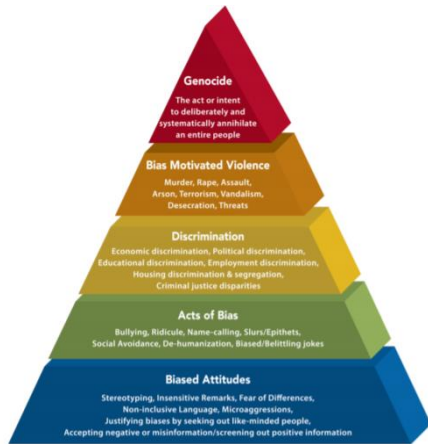 Genocide
The act or intent
to deliberately and
systematically annihilate
an entire people
Bias Motivated Violence
Murder, Rape, Assault,
Arson, Terrorism, Vandalism,
Desecration, Threats
Discrimination
Economic discrimination, Political discrimination,
Educational discrimination, Employment discrimination,
Housing discrimination & segregation,
Criminal justice disparities
Acts of Bias
Bullying, Ridicule, Name-calling, Slurs/Epithets,
Social Avoidance, De-humanization, Biased/Belittling jokes
Biased Attitudes
Stereotyping, Insensitive Remarks, Fear of Differences,
Non-inclusive Language, Microaggressions,
Justifying biases by seeking out like-minded people,
Accepting negative or misinformation/screening out positive information